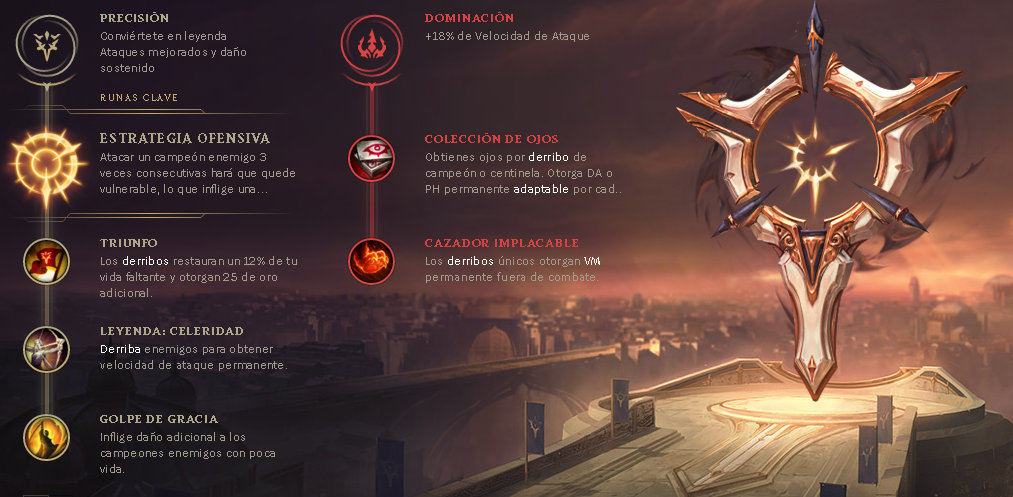 PRECISIÓN
Conviértete en leyenda
Ataques mejorados y daño
sostenido
RUNAS CLAVE
ESTRATEGIA OFENSIVA
Atacar un campeón enemigo 3
veces consecutivas hará que quede
vulnerable, lo que inflige una...
TRIUNFO
Los derribos restauran un 12% de tu
vida faltante y otorgan 25 de oro
adicional.
LEYENDA: CELERIDAD
Derriba enemigos para obtener
velocidad de ataque permanente.
GOLPE DE GRACIA
Inflige daño adicional a los
campeones enemigos con poca
vida.
DOMINACIÓN
+18% de Velocidad de Ataque
COLECCIÓN DE OJOS
Obtienes ojos por derribo de
campeón o centinela. Otorga DA o
PH permanente adaptable por cad..
CAZADOR IMPLACABLE
Los derribos únicos otorgan VM
permanente fuera de combate.